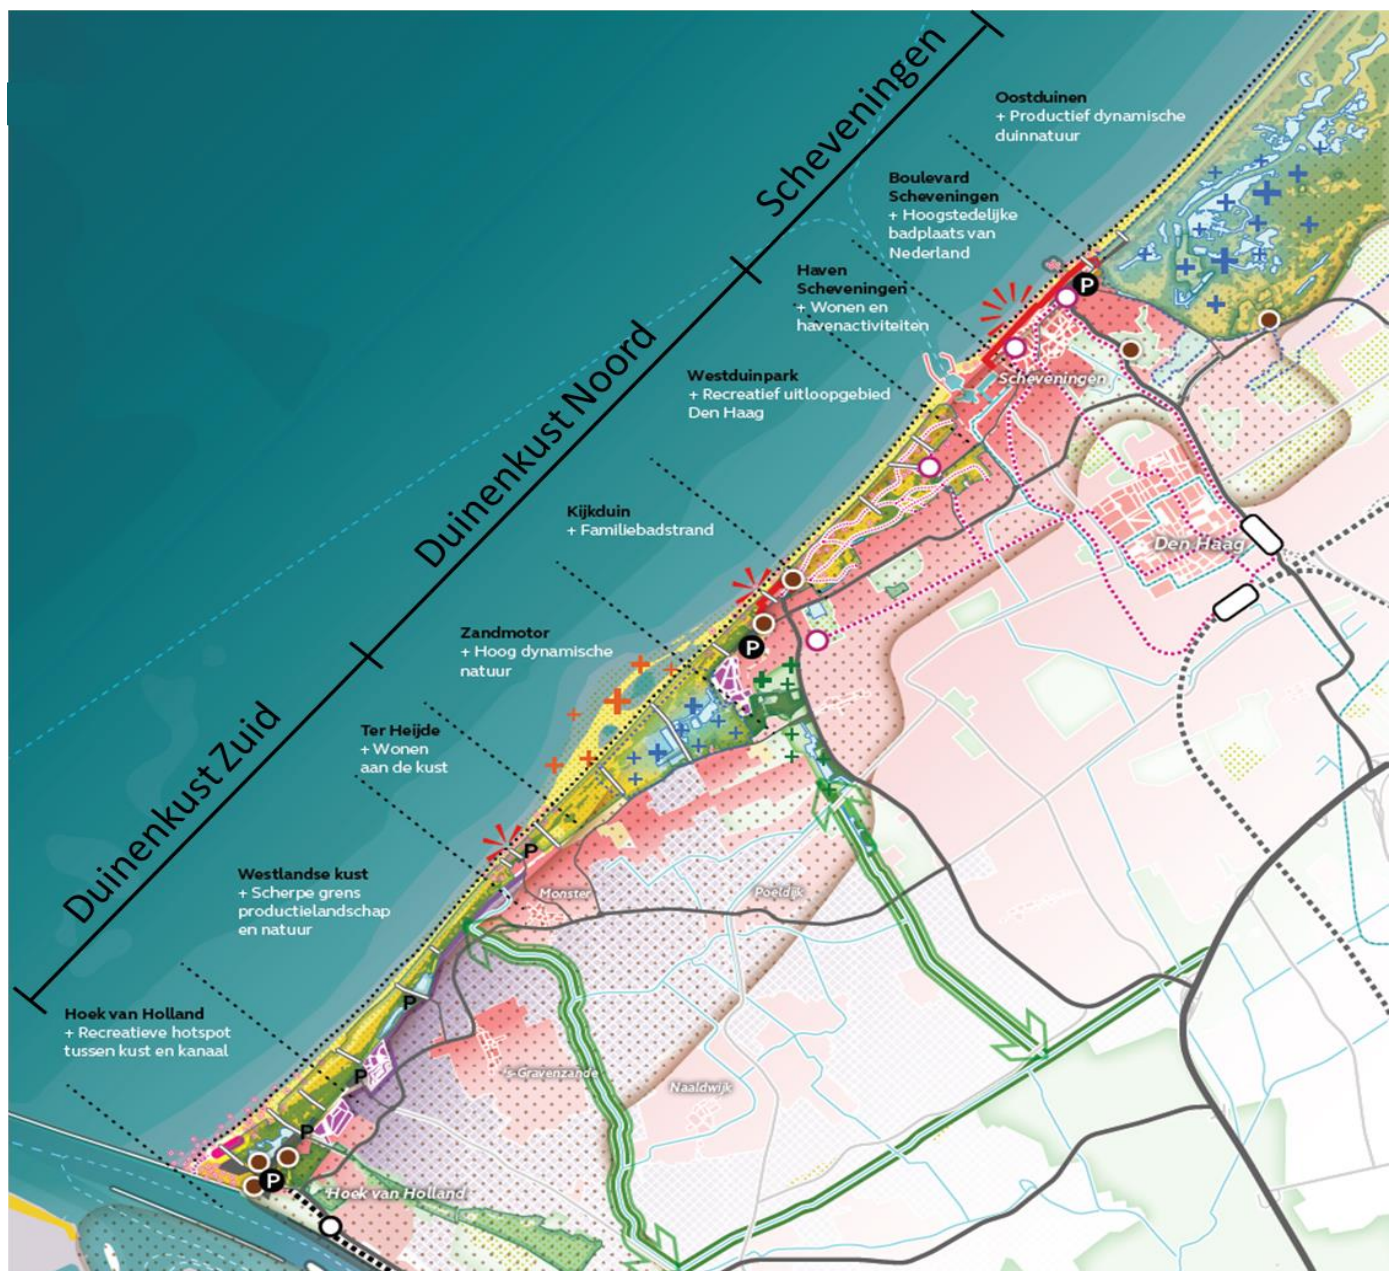 Scheveningen
Duinenkust Noord
Duinenkust Zuid
Oostduinen
+ Productief dynamische
duinnatuur
Boulevard
Scheveningen
+ Hoogstedelijke
badplaats van
Nederland
Haven
Scheveningen
+ Wonen en
havenactiviteiten
Westduinpark
+ Recreatief uitloopgebied
Den Haag
Kijkduin
+ Familiebadstrand
Zandmotor
+ Hoog dynamische
natuur
Ter Heijde
+ Wonen
aan de kust
Westlandse kust
+ Scherpe grens
productielandschap
en natuur
Hoek van Holland
+ Recreatieve hotspot
tussen kust en kanaal
P
Scheveningen
Den Haag
P
P
Monster
Poeldijk
P
P
's-Gravenzande
Naaldwijk
P
P
Hoek van Holland